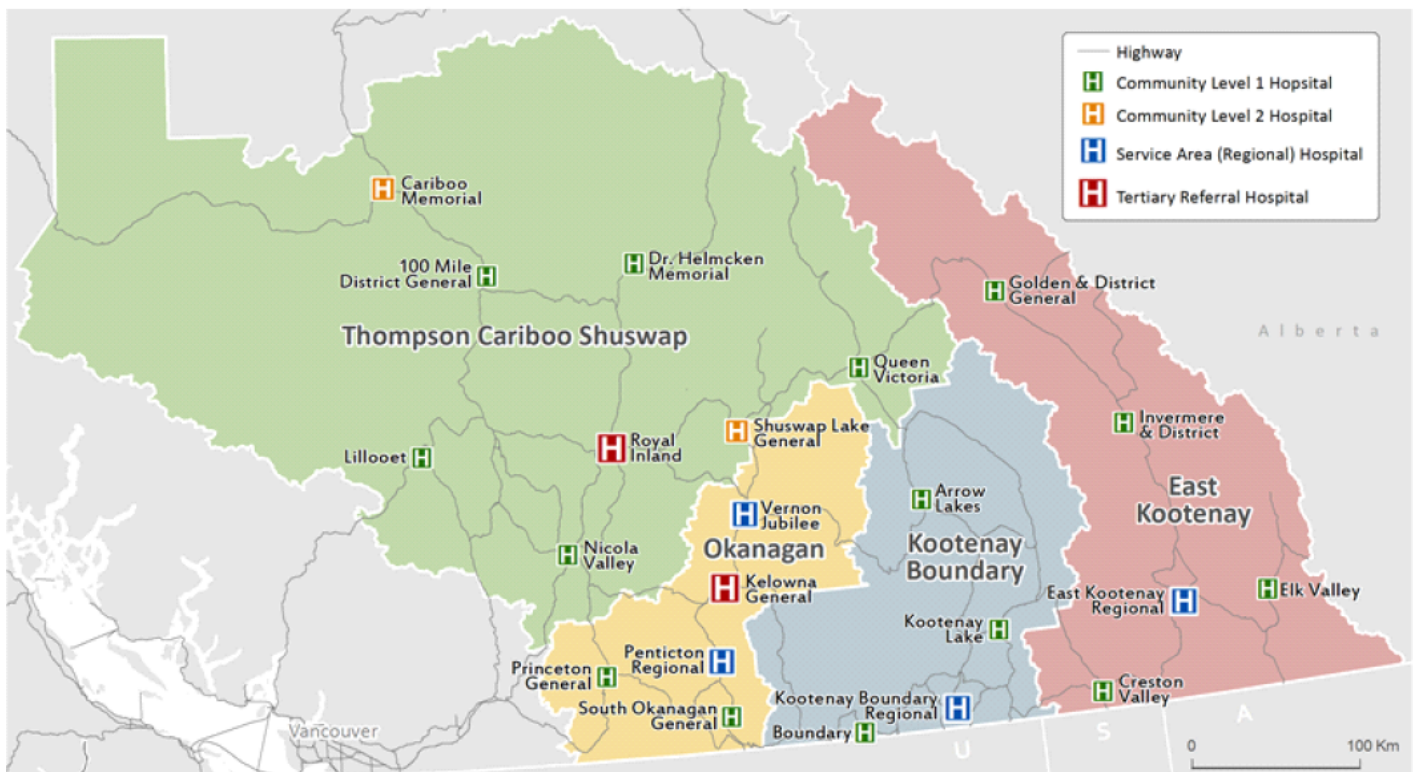 Highway
H Community Level 1 Hopsital
H Community Level 2 Hospital
H Service Area (Regional) Hospital
H Tertiary Referral Hospital
H Cariboo
Memorial
100 Mile
District General H
H Dr. Helmcken
Memorial
H Golden & District
General
Thompson Cariboo Shuswap
Alberta
H Queen
Victoria
H Invermere
& District
H Shuswap Lake
General
Lillooet H
H Royal
Inland
East
Kootenay
H Arrow
Lakes
H Vernon
Jubilee
Okanagan
Kootenay
Boundary
H Nicola
Valley
H Kelowna
General
East Kootenay
Regional H
H Elk Valley
Kootenay
Lake H
Penticton
Regional H
Princeton
General H
H Creston
Valley
South Okanagan
General H
Kootenay Boundary
Regional H
Boundary H
Vancouver
U S A
0 100 Km